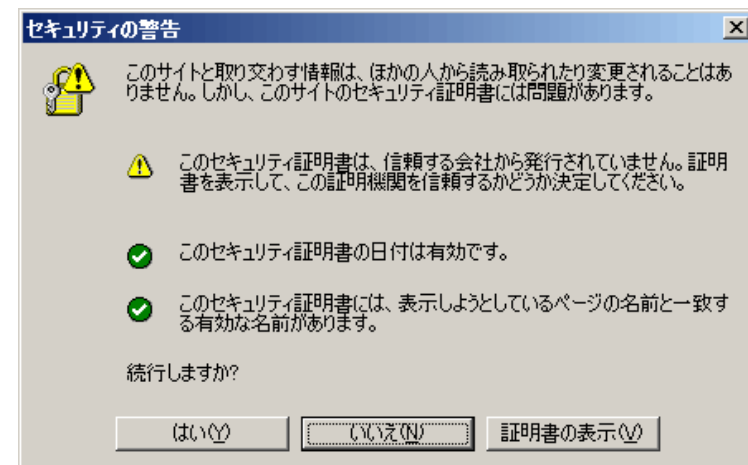 セキュリティの警告
このサイトと取り交わす情報は、ほかの人から読み取られたり変更されることはあ
りません。しかし、このサイトのセキュリティ証明書には問題があります。
このセキュリティ証明書は、信頼する会社から発行されていません。証明
書を表示して、この証明機関を信頼するかどうか決定してください。
このセキュリティ証明書の日付は有効です。
このセキュリティ証明書には、表示しようとしているページの名前と一致す
る有効な名前があります。
続行しますか?
はい(Y) いいえ(N) 証明書の表示(V)